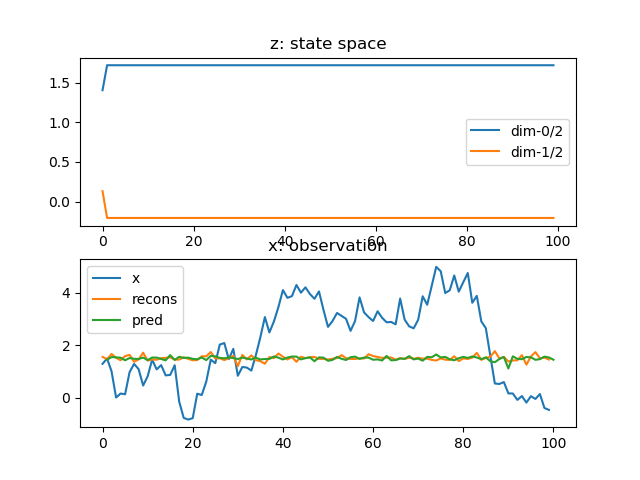 z: state space
1.5
1.0
0.5
0.0
dim-0/2
dim-1/2
0 20 40 60 80 100
x: observation
4
2
0
x
recons
pred
0 20 40 60 80 100